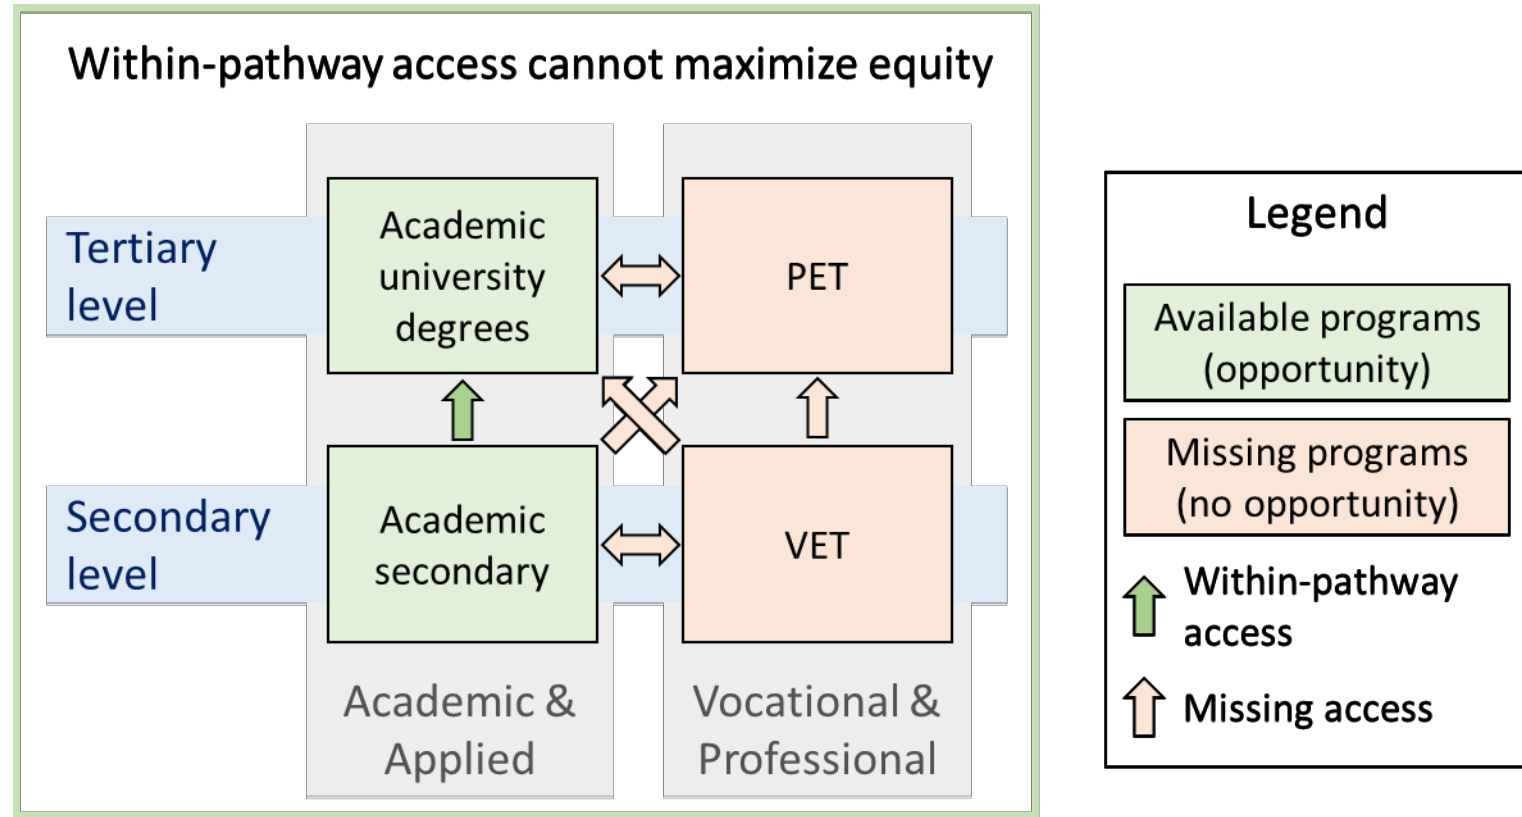 Within-pathway access cannot maximize equity
Tertiary
level
Academic
university
degrees
PET
Secondary
level
Academic
secondary
VET
Academic &
Applied
Vocational &
Professional
Legend
Available programs
(opportunity)
Missing programs
(no opportunity)
Within-pathway
access
Missing access